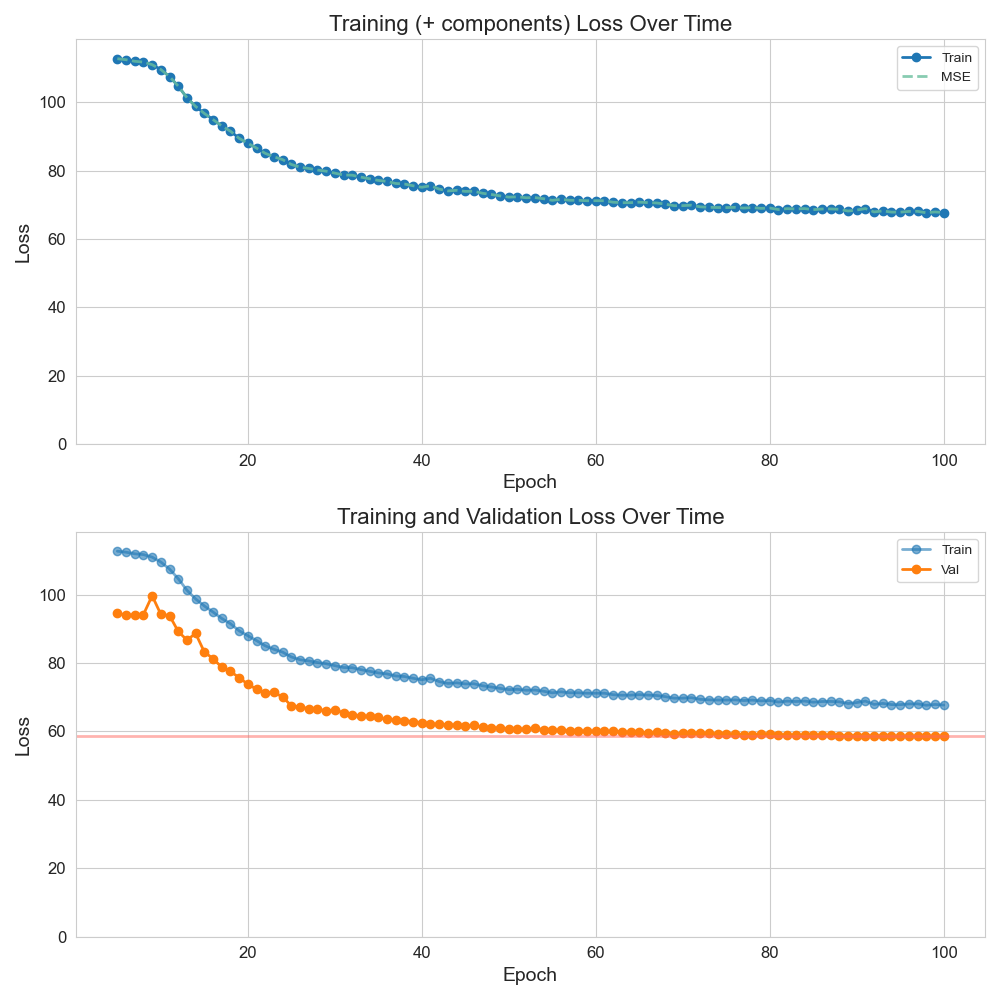 Training (+ components) Loss Over Time
Train
MSE
100
80
60
40
20
0
Loss
20 40 60 80 100
Epoch
Training and Validation Loss Over Time
Train
Val
100
80
60
40
20
0
Loss
20 40 60 80 100
Epoch